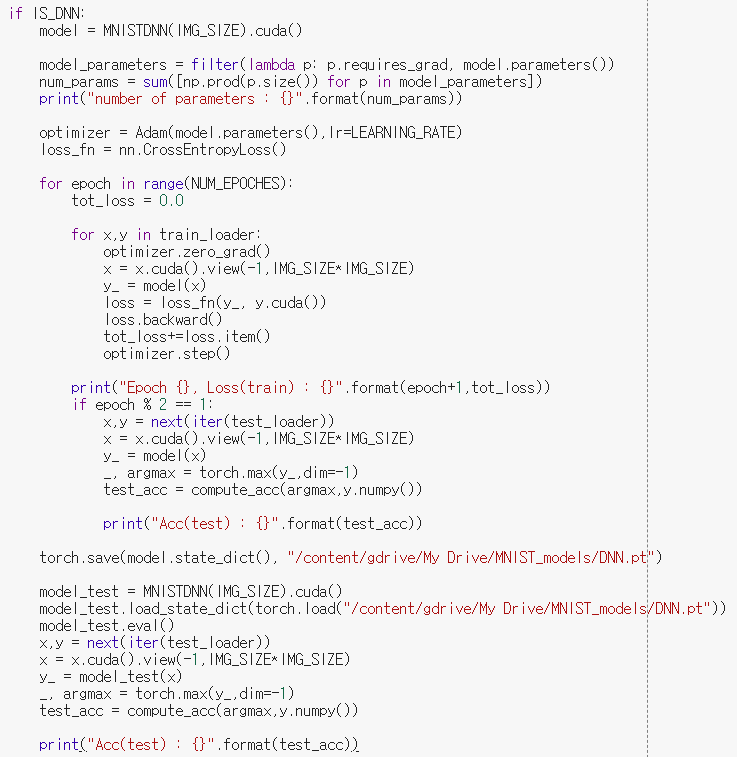 if IS_DNN:
    model = MNISTDNN(IMG_SIZE).cuda()

    model_parameters = filter(lambda p: p.requires_grad, model.parameters())
    num_params = sum([np.prod(p.size()) for p in model_parameters])
    print("number of parameters : {}".format(num_params))

    optimizer = Adam(model.parameters(),lr=LEARNING_RATE)
    loss_fn = nn.CrossEntropyLoss()

    for epoch in range(NUM_EPOCHES):
        tot_loss = 0.0

        for x,y in train_loader:
            optimizer.zero_grad()
            x = x.cuda().view(-1,IMG_SIZE*IMG_SIZE)
            y_ = model(x)
            loss = loss_fn(y_, y.cuda())
            loss.backward()
            tot_loss+=loss.item()
            optimizer.step()

        print("Epoch {}, Loss(train) : {}".format(epoch+1,tot_loss))
        if epoch % 2 == 1:
            x,y = next(iter(test_loader))
            x = x.cuda().view(-1,IMG_SIZE*IMG_SIZE)
            y_ = model(x)
            _, argmax = torch.max(y_,dim=-1)
            test_acc = compute_acc(argmax,y.numpy())

            print("Acc(test) : {}".format(test_acc))

    torch.save(model.state_dict(), "/content/gdrive/My Drive/MNIST_models/DNN.pt")

    model_test = MNISTDNN(IMG_SIZE).cuda()
    model_test.load_state_dict(torch.load("/content/gdrive/My Drive/MNIST_models/DNN.pt"))
    model_test.eval()
    x,y = next(iter(test_loader))
    x = x.cuda().view(-1,IMG_SIZE*IMG_SIZE)
    y_ = model_test(x)
    _, argmax = torch.max(y_,dim=-1)
    test_acc = compute_acc(argmax,y.numpy())

    print("Acc(test) : {}".format(test_acc))